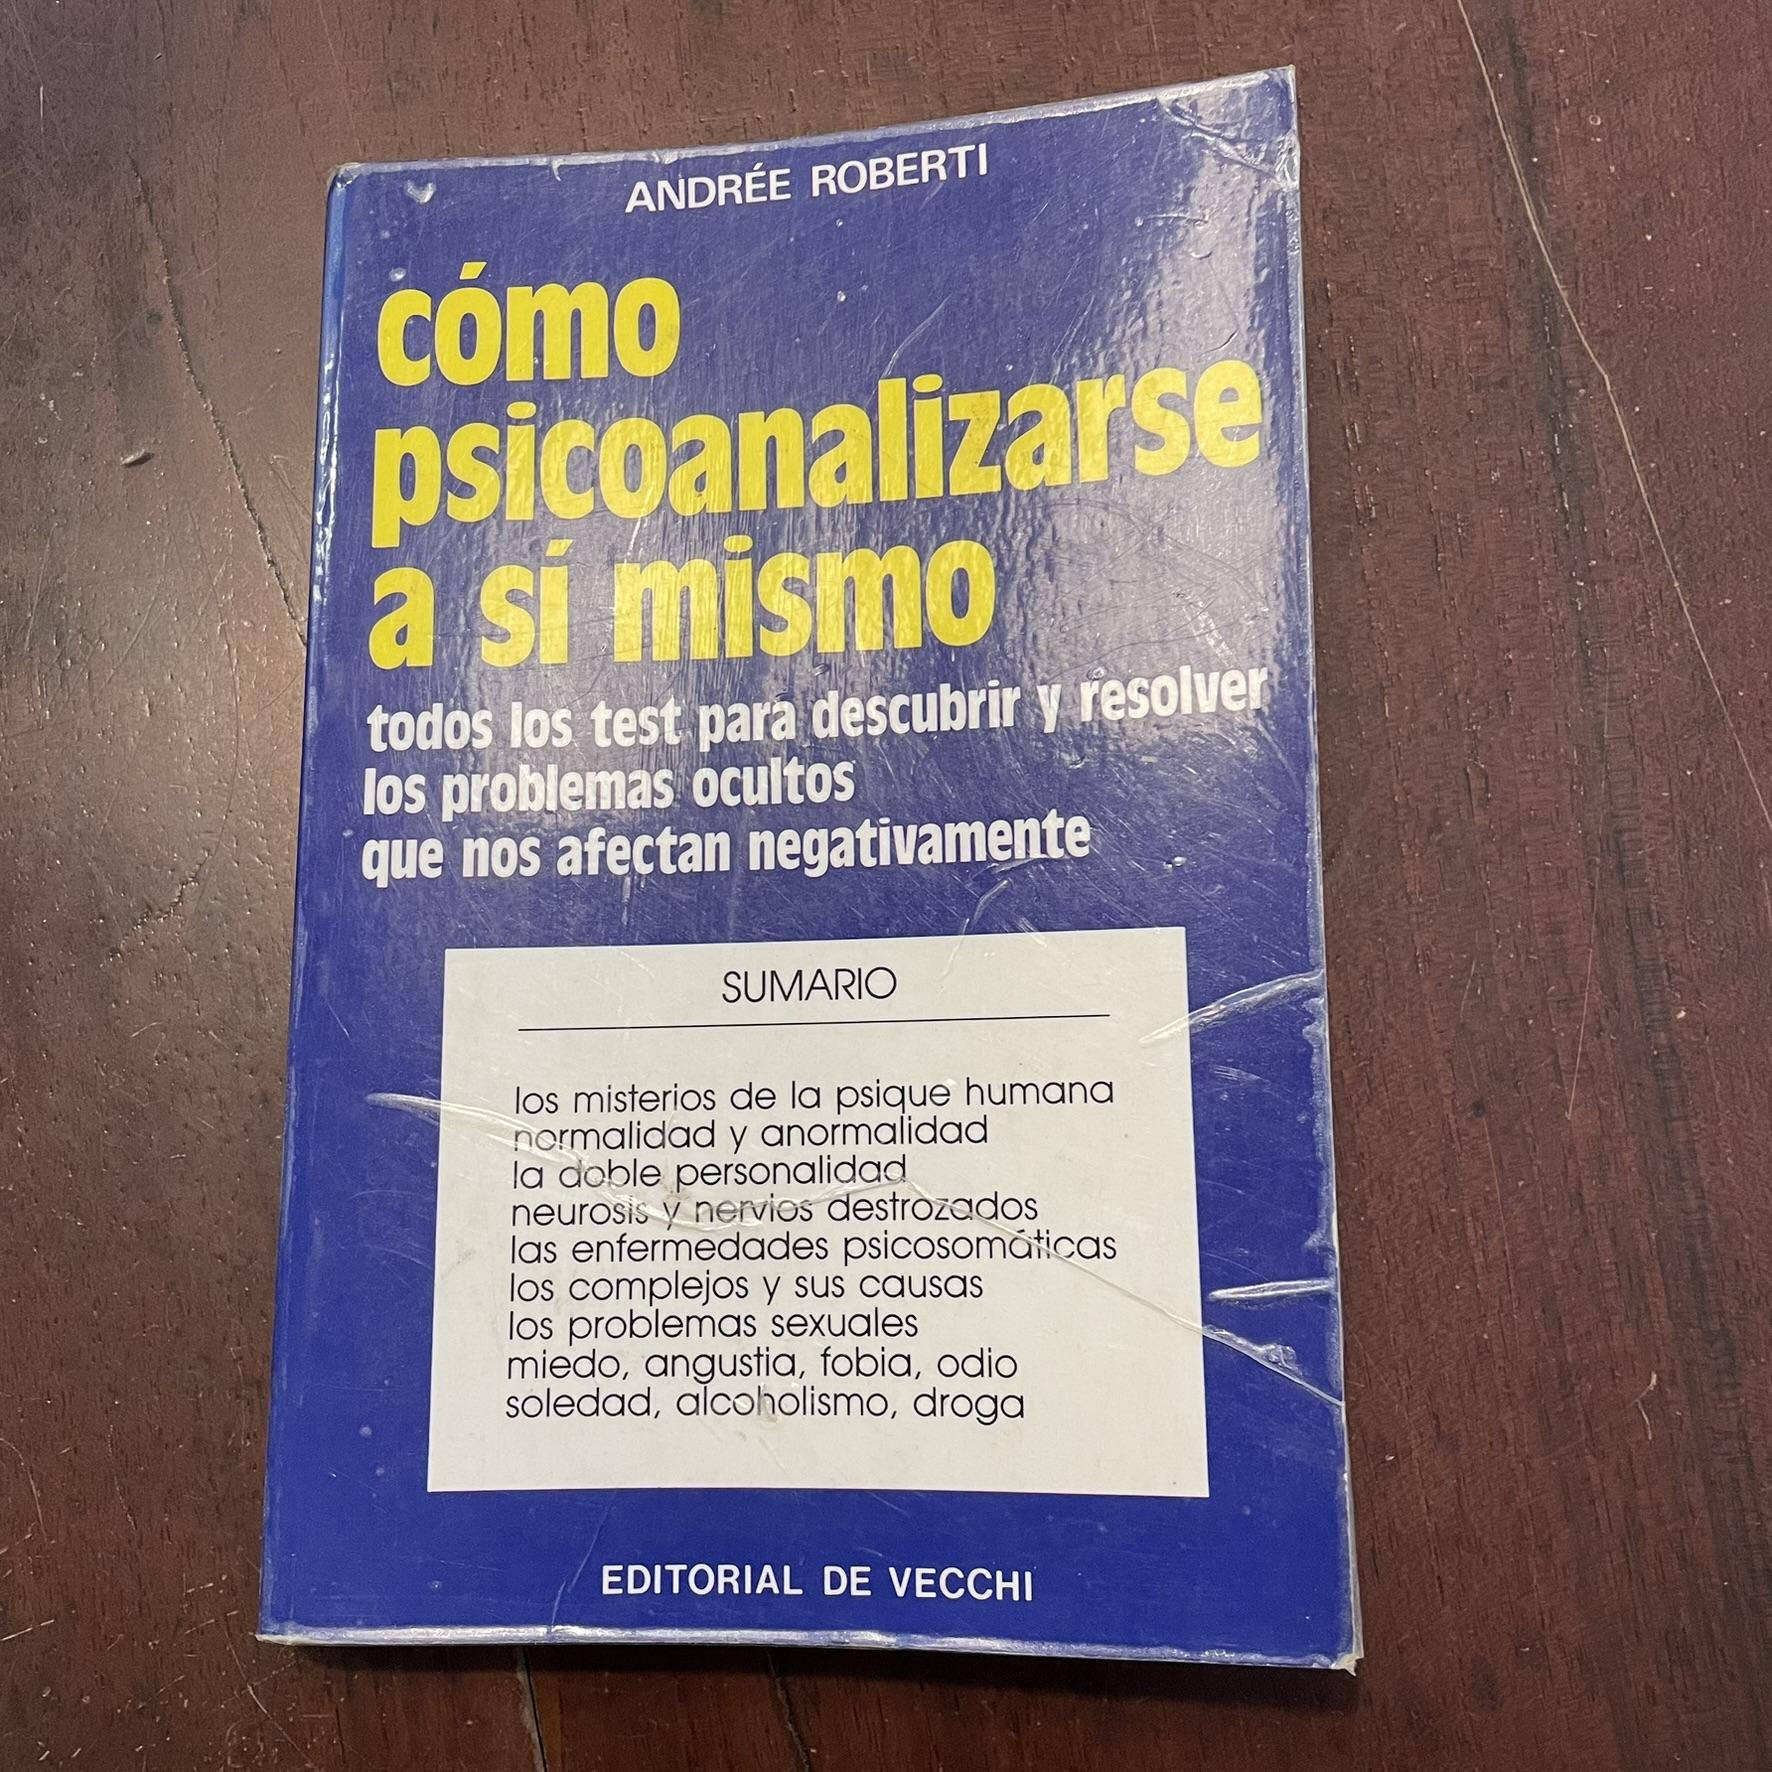 ANDRÉE ROBERTI
cómo
psicoanalizarse
a sí mismo
todos los test para descubrir y resolver
los problemas ocultos
que nos afectan negativamente
SUMARIO
los misterios de la psique humana
normalidad y anormalidad
la doble personalidad
neurosis y nervios destrozados
las enfermedades psicosomáticas
los complejos y sus causas
los problemas sexuales
miedo, angustia, fobia, odio
soledad, alcoholismo, droga
EDITORIAL DE VECCHI